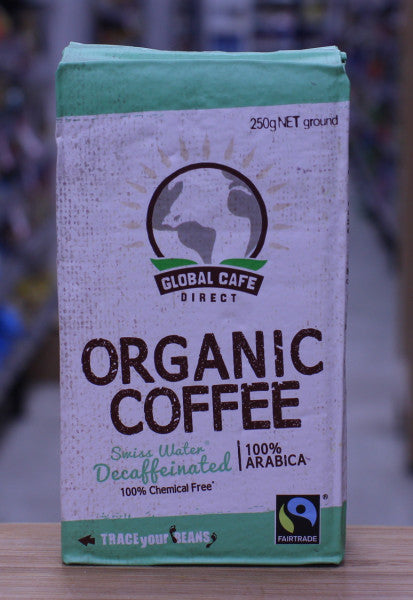 250g NET ground
GLOBAL CAFE
DIRECT
ORGANIC
COFFEE
Swiss Water®
Decaffeinated
100%
ARABICA
100% Chemical Free*
TRACE your BEANS
®
FAIRTRADE